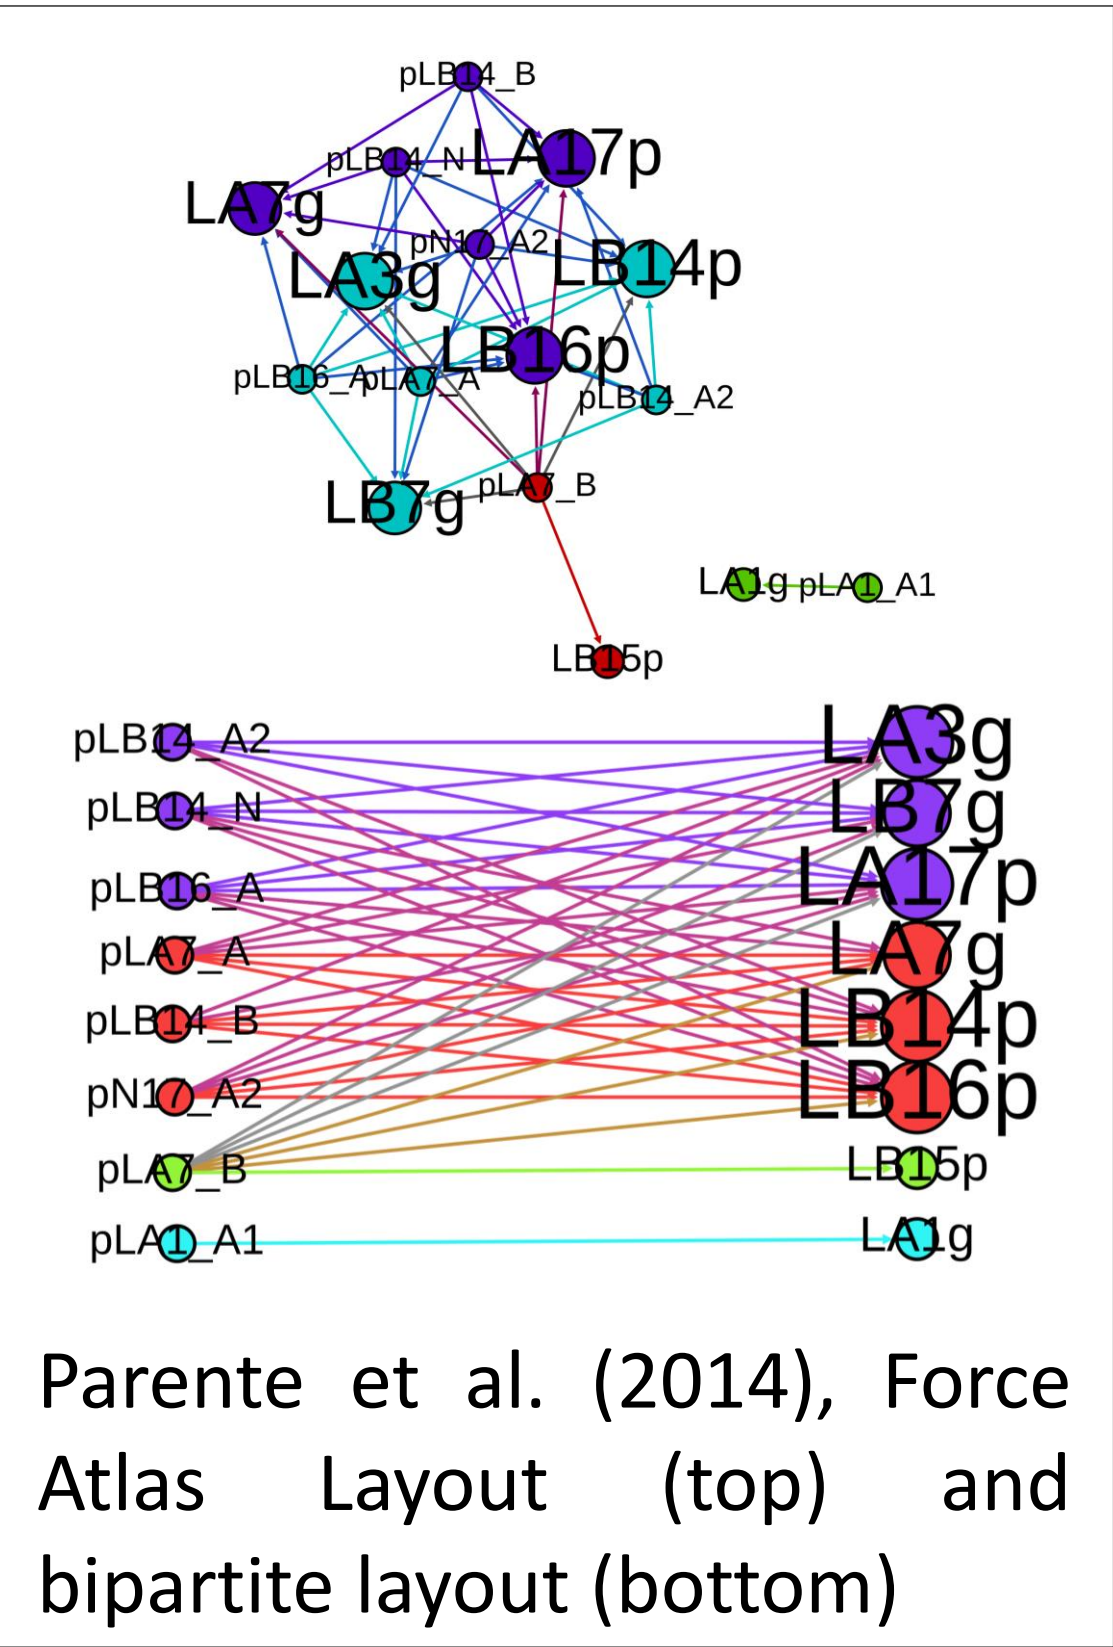 pLB14_B
pLB14_N
LA17p
LA7g
pN17_A2
LA3g
LB14p
LB16p
pLB16_A
pLA7_A
pLB14_A2
LB7g
pLA7_B
LA1g
pLA1_A1
LB15p
pLB14_A2
LA3g
pLB14_N
LB7g
pLB16_A
LA17p
pLA7_A
LA7g
pLB14_B
LB14p
pN17_A2
LB16p
pLA7_B
LB15p
pLA1_A1
LA1g
Parente et al. (2014), Force
Atlas Layout (top) and
bipartite layout (bottom)